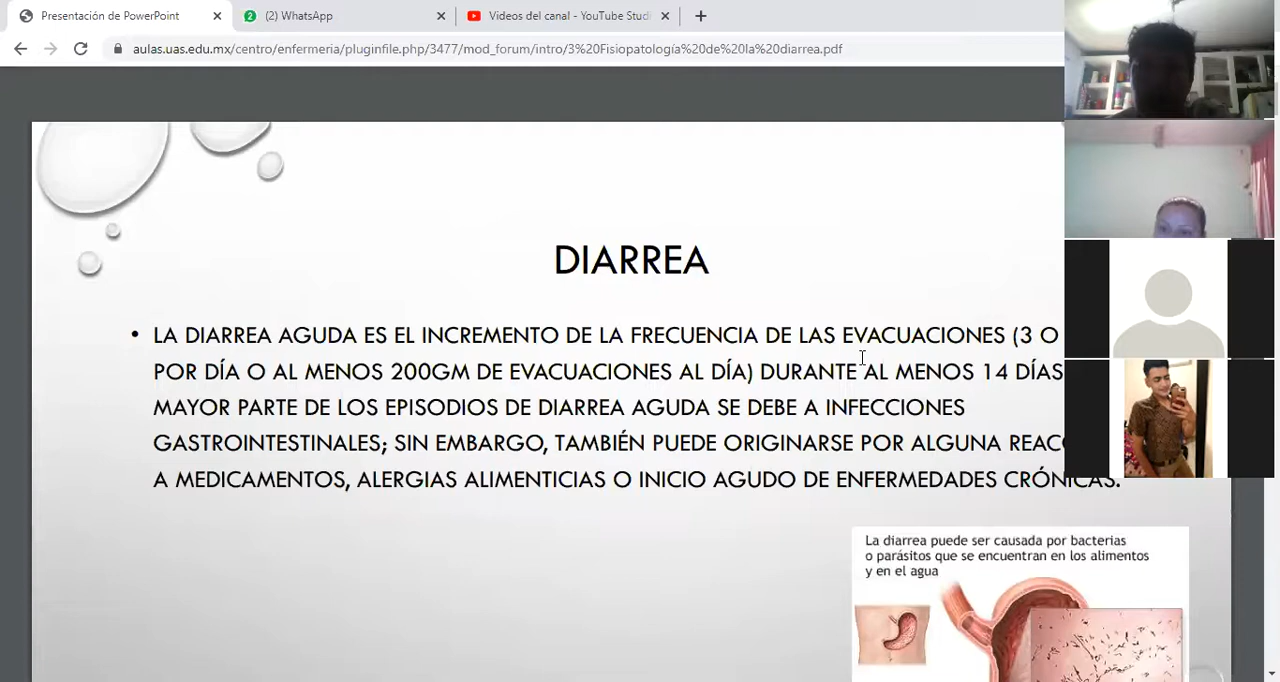 Presentación de PowerPoint
(2) WhatsApp
Videos del canal - YouTube Studi
aulas.uas.edu.mx/centro/enfermeria/pluginfile.php/3477/mod_forum/intro/3%20Fisiopatología%20de%20la%20diarrea.pdf
DIARREA
• LA DIARREA AGUDA ES EL INCREMENTO DE LA FRECUENCIA DE LAS EVACUACIONES (3 O
POR DÍA O AL MENOS 200GM DE EVACUACIONES AL DÍA) DURANTE AL MENOS 14 DÍAS
MAYOR PARTE DE LOS EPISODIOS DE DIARREA AGUDA SE DEBE A INFECCIONES
GASTROINTESTINALES; SIN EMBARGO, TAMBIÉN PUEDE ORIGINARSE POR ALGUNA
A MEDICAMENTOS, ALERGIAS ALIMENTICIAS O INICIO AGUDO DE ENFERMEDADES CRÓNICAS.
La diarrea puede ser causada por bacterias
o parásitos que se encuentran en los alimentos
y en el agua